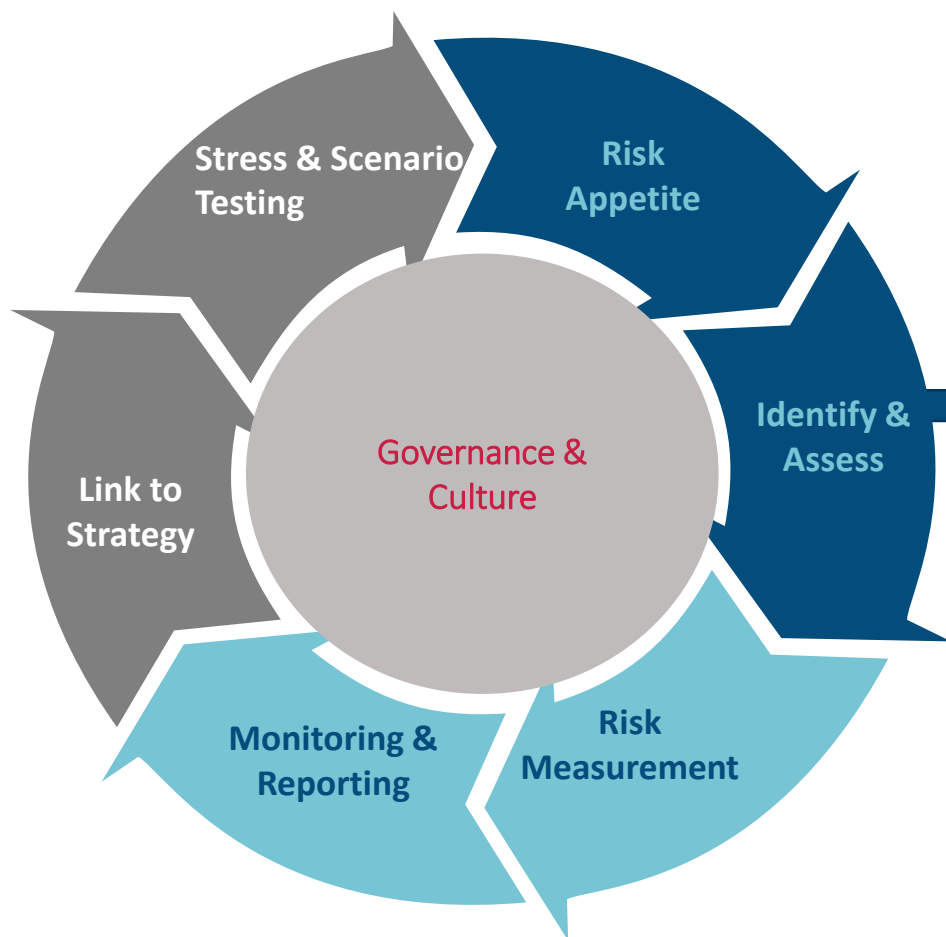 Stress & Scenario
Testing
Risk
Appetite
Identify &
Assess
Governance &
Culture
Link to
Strategy
Risk
Measurement
Monitoring &
Reporting